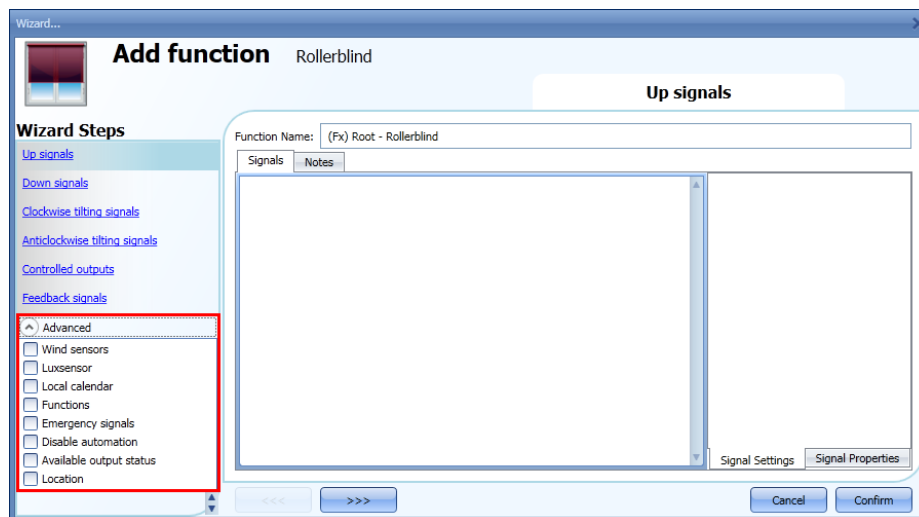 Wizard...
Add function Rollerblind
Up signals
Wizard Steps
Up signals
Down signals
Clockwise tilting signals
Anticlockwise tilting signals
Controlled outputs
Feedback signals
Advanced
Wind sensors
Luxsensor
Local calendar
Functions
Emergency signals
Disable automation
Available output status
Location
Function Name: (Fx) Root - Rollerblind
Signals Notes
Signal Settings Signal Properties
<<< >>> Cancel Confirm